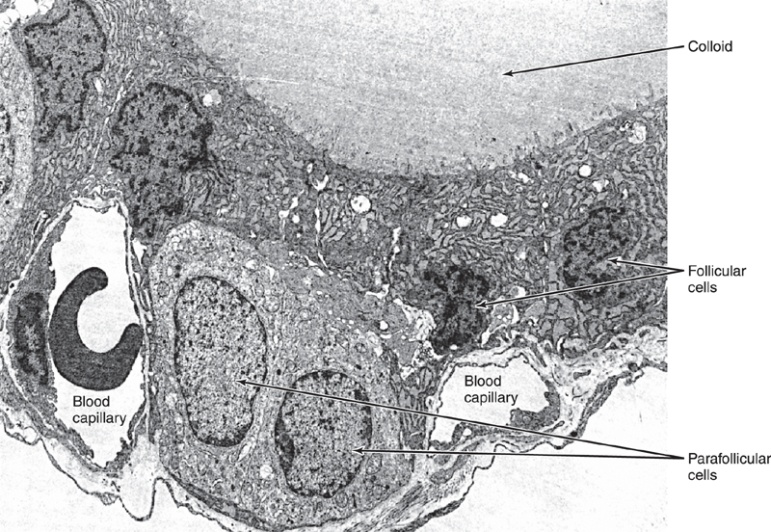 Colloid
Follicular
cells
Blood
capillary
Blood
capillary
Parafollicular
cells